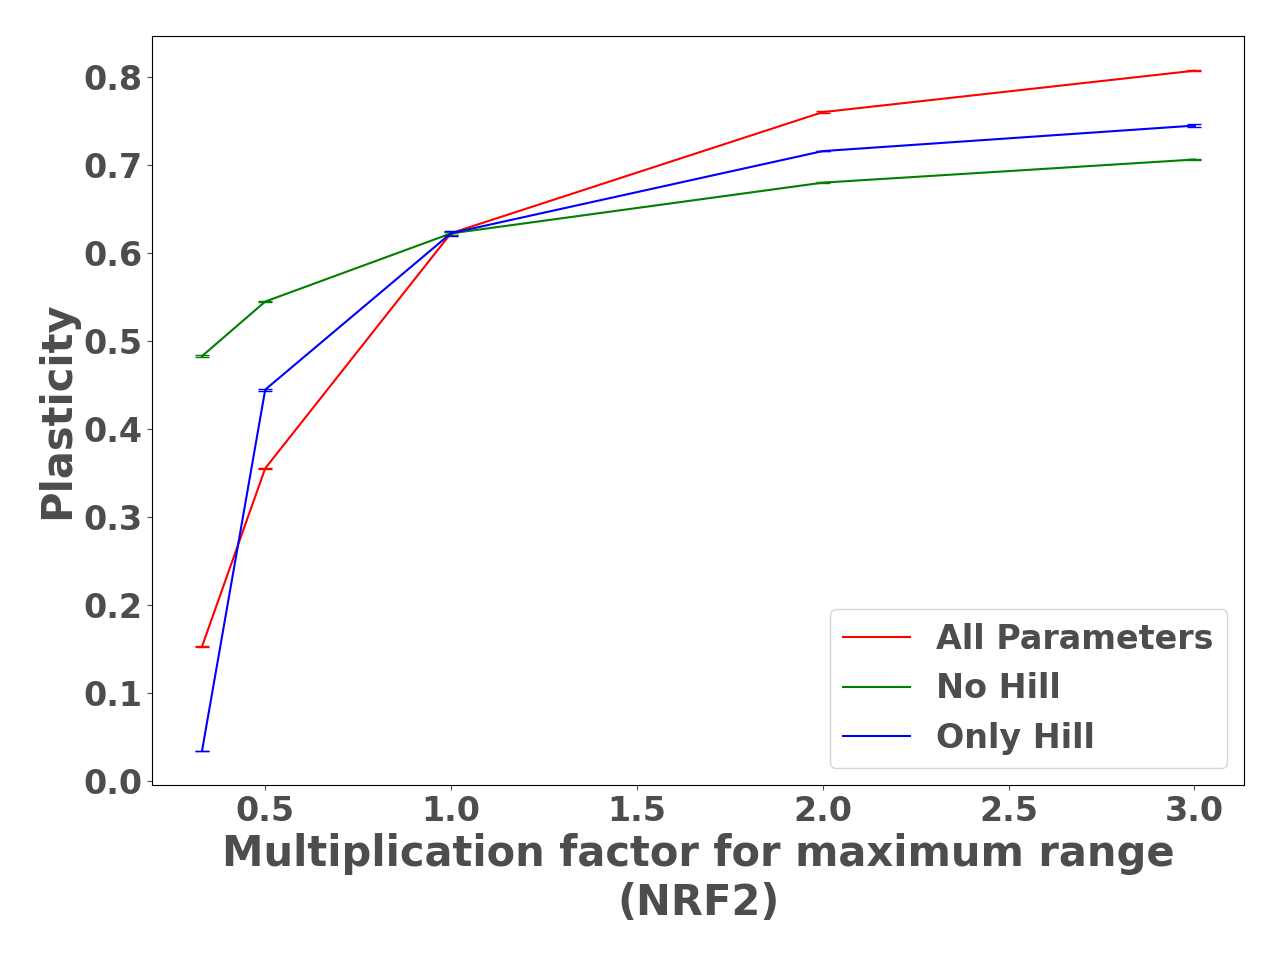 0.8
0.7
0.6
0.5
0.4
0.3
0.2
0.1
0.0
Plasticity
All Parameters
No Hill
Only Hill
0.5 1.0 1.5 2.0 2.5 3.0
Multiplication factor for maximum range
(NRF2)